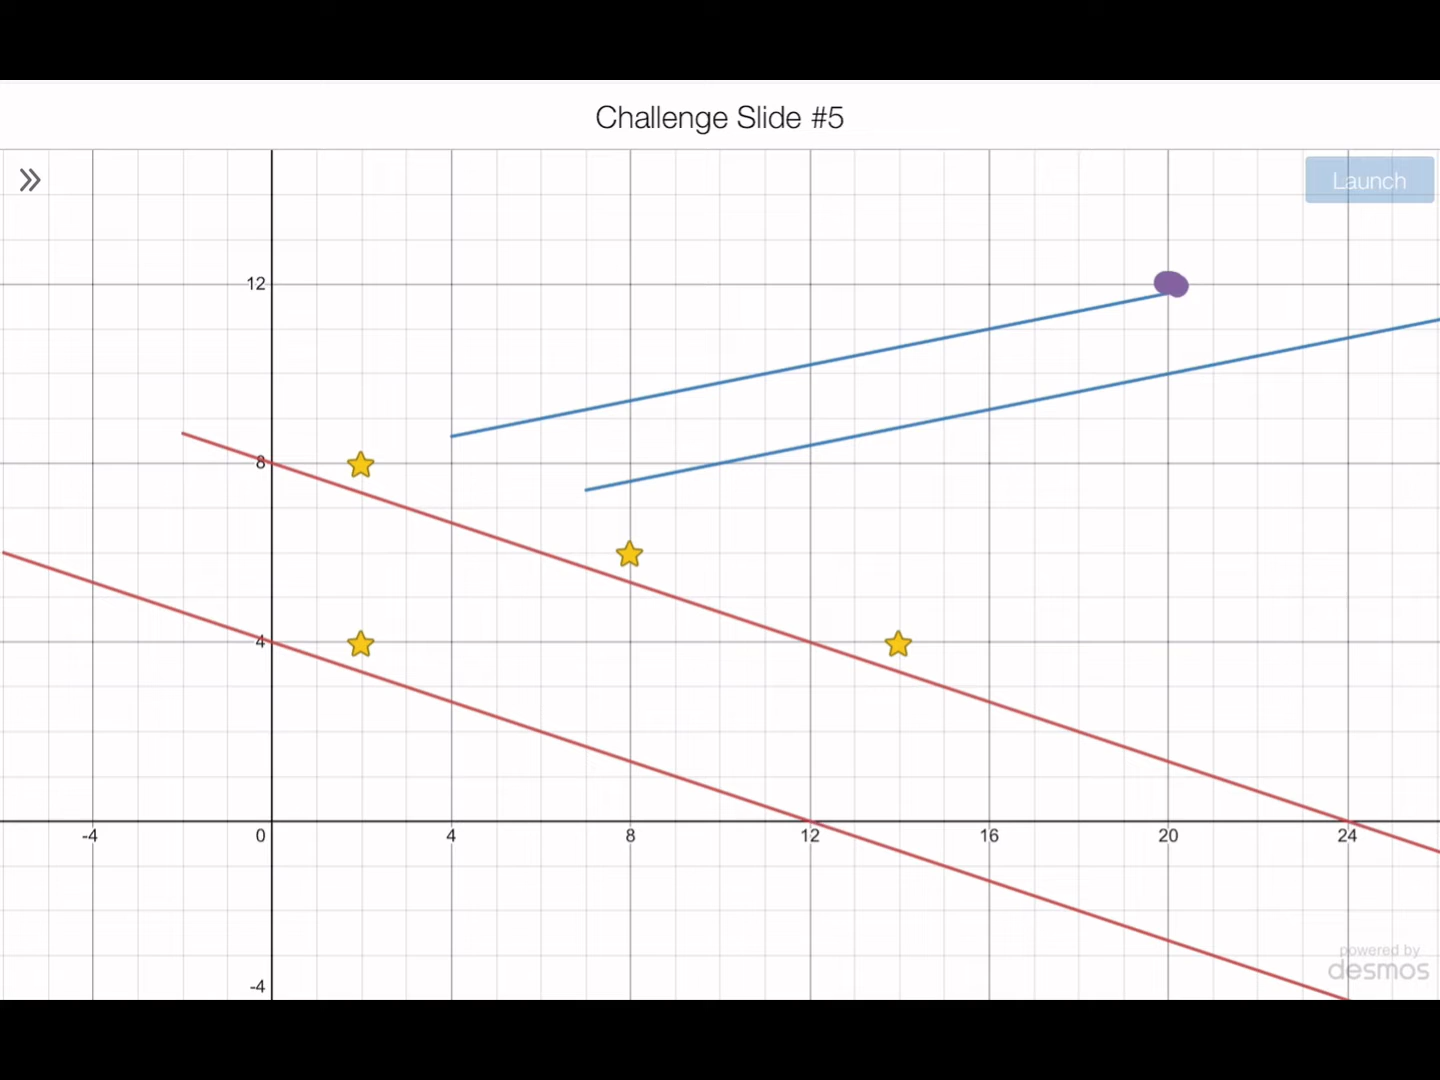 Challenge Slide #5
Launch
12
8
4
-4 0 4 8 12 16 20 24
-4
powered by
desmos